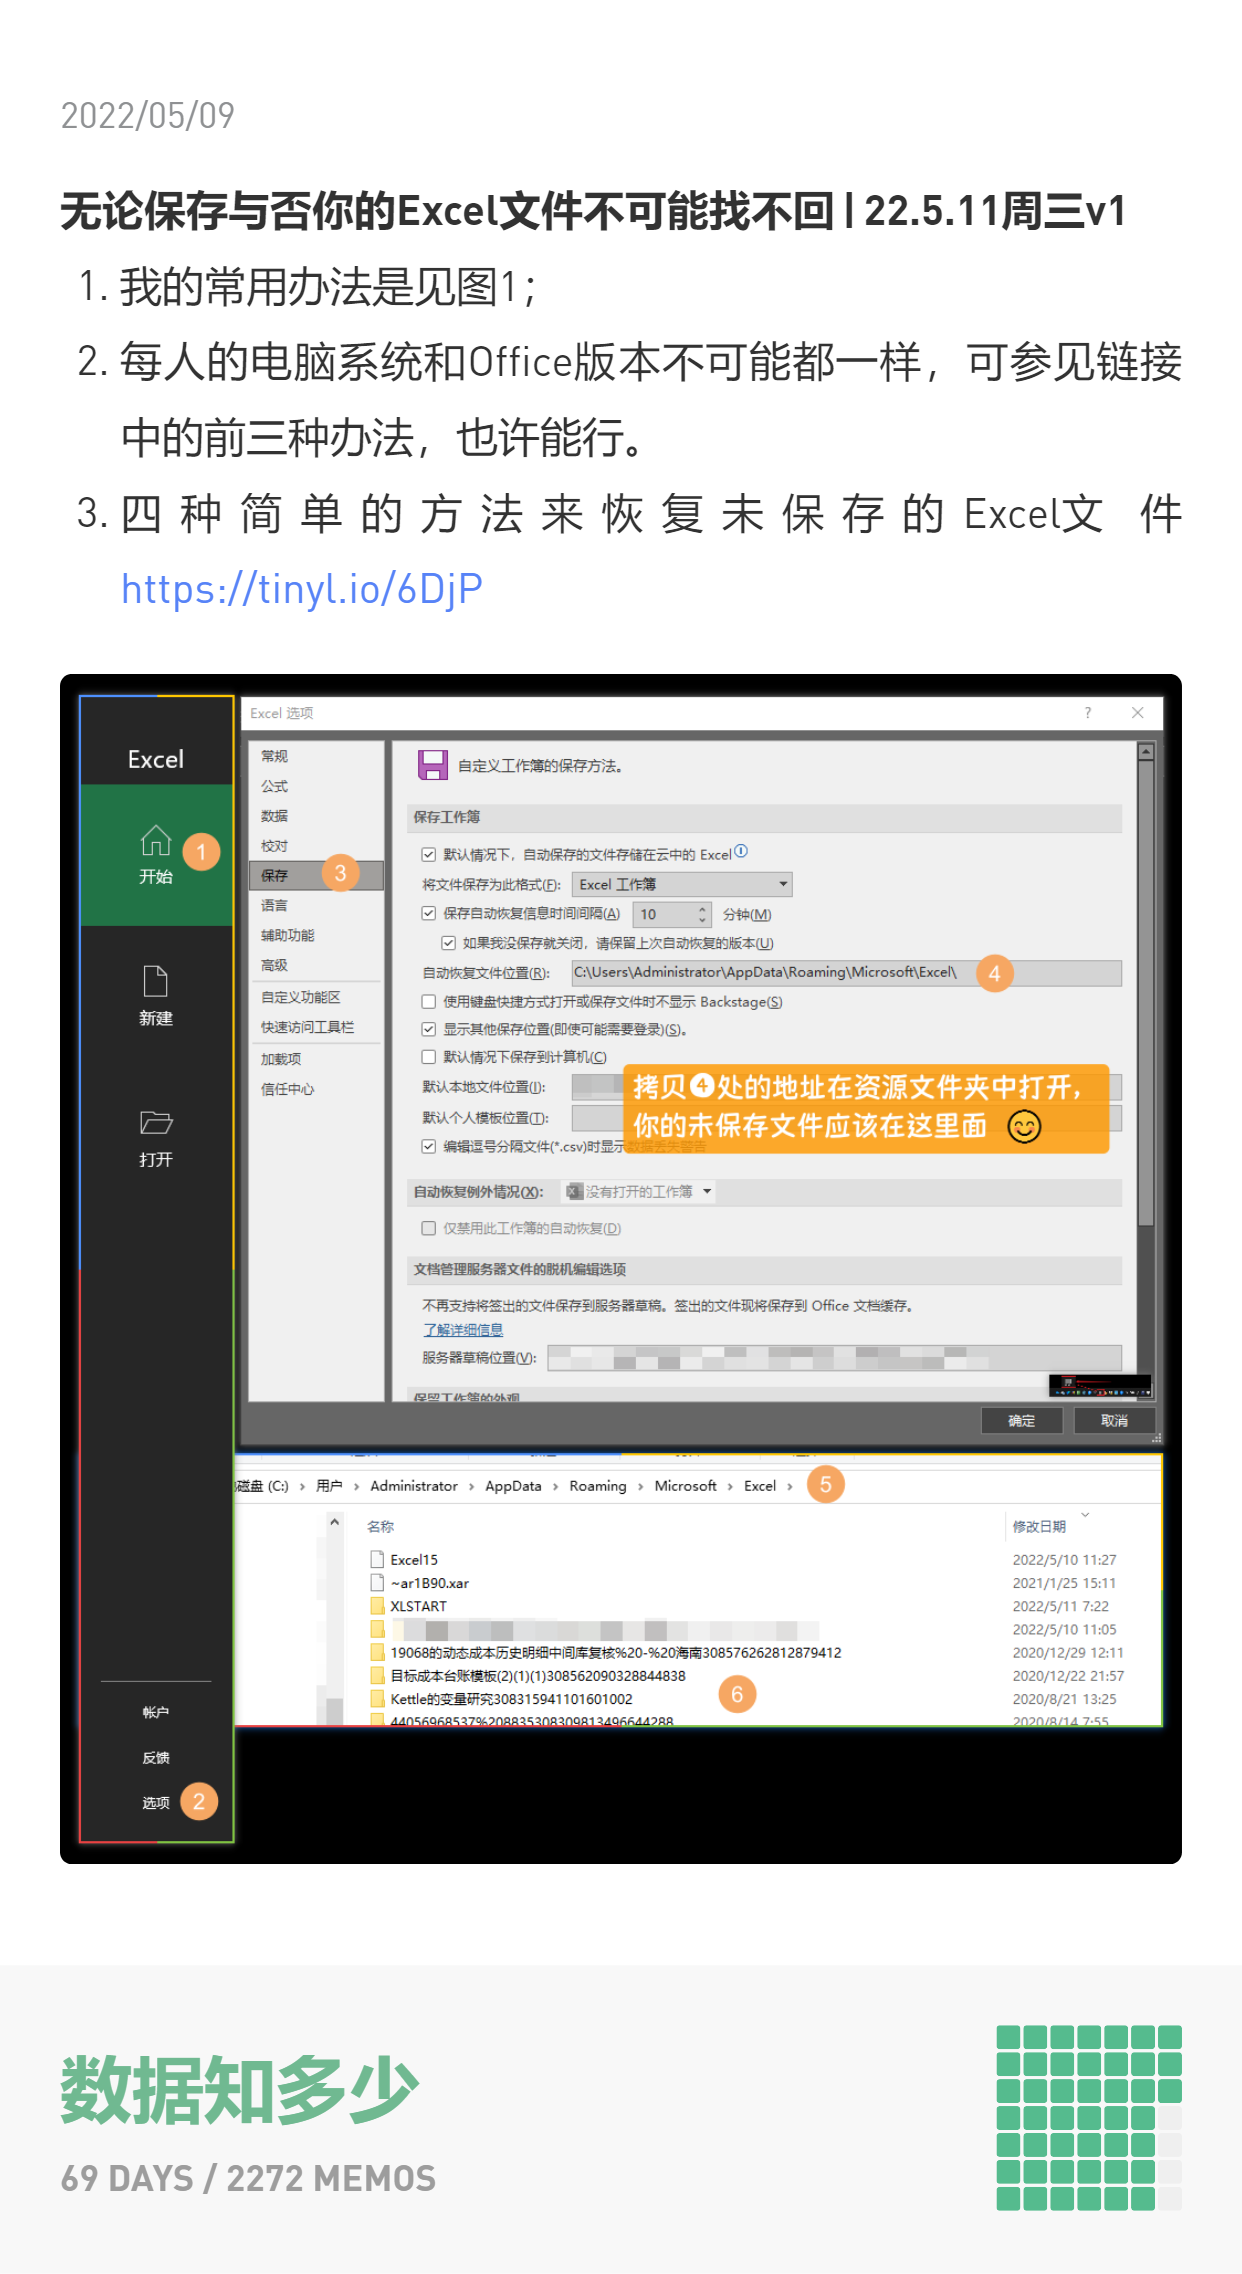 2022/05/09
无论保存与否你的Excel文件不可能找不回 | 22.5.11周三v1
1. 我的常用办法是见图1；
2. 每人的电脑系统和Office版本不可能都一样，可参见链接
中的前三种办法，也许能行。
3. 四种简单的方法来恢复未保存的Excel文件
https://tinyl.io/6DjP
Excel
开始
1
新建
打开
帐户
反馈
选项
2
Excel 选项
?
常规
公式
数据
校对
保存
3
语言
辅助功能
高级
自定义功能区
快速访问工具栏
加载项
信任中心
自定义工作簿的保存方法。
保存工作簿
默认情况下，自动保存的文件存储在云中的 Excel
将文件保存为此格式(F): Excel 工作簿
保存自动恢复信息时间间隔(A) 10 分钟(M)
如果我没保存就关闭，请保留上次自动恢复的版本(U)
自动恢复文件位置(R): C:\Users\Administrator\AppData\Roaming\Microsoft\Excel\ 4
使用键盘快捷方式打开或保存文件时不显示 Backstage(S)
显示其他保存位置(即使可能需要登录)(S)。
默认情况下保存到计算机(C)
默认本地文件位置(I):
默认个人模板位置(T):
拷贝4处的地址在资源文件夹中打开，
你的未保存文件应该在这里面
编辑逗号分隔文件(*.csv)时显示数据丢失警告
自动恢复例外情况(X): 没有打开的工作簿
仅禁用此工作簿的自动恢复(D)
文档管理服务器文件的脱机编辑选项
不再支持将签出的文件保存到服务器草稿。签出的文件现将保存到 Office 文档缓存。
了解详细信息
服务器草稿位置(V):
保留工作簿的外观
确定 取消
磁盘 (C:) › 用户 › Administrator › AppData › Roaming › Microsoft › Excel › 5
名称 修改日期
Excel15 2022/5/10 11:27
~ar1B90.xar 2021/1/25 15:11
XLSTART 2022/5/11 7:22
2022/5/10 11:05
19068的动态成本历史明细中间库复核%20-%20海南308576262812879412 2020/12/29 12:11
目标成本台账模板(2)(1)(1)308562090328844838 2020/12/22 21:57
Kettle的变量研究308315941101601002 2020/8/21 13:25
6
44056968537%208835308309813496644288 2020/8/14 7:55
数据知多少
69 DAYS / 2272 MEMOS